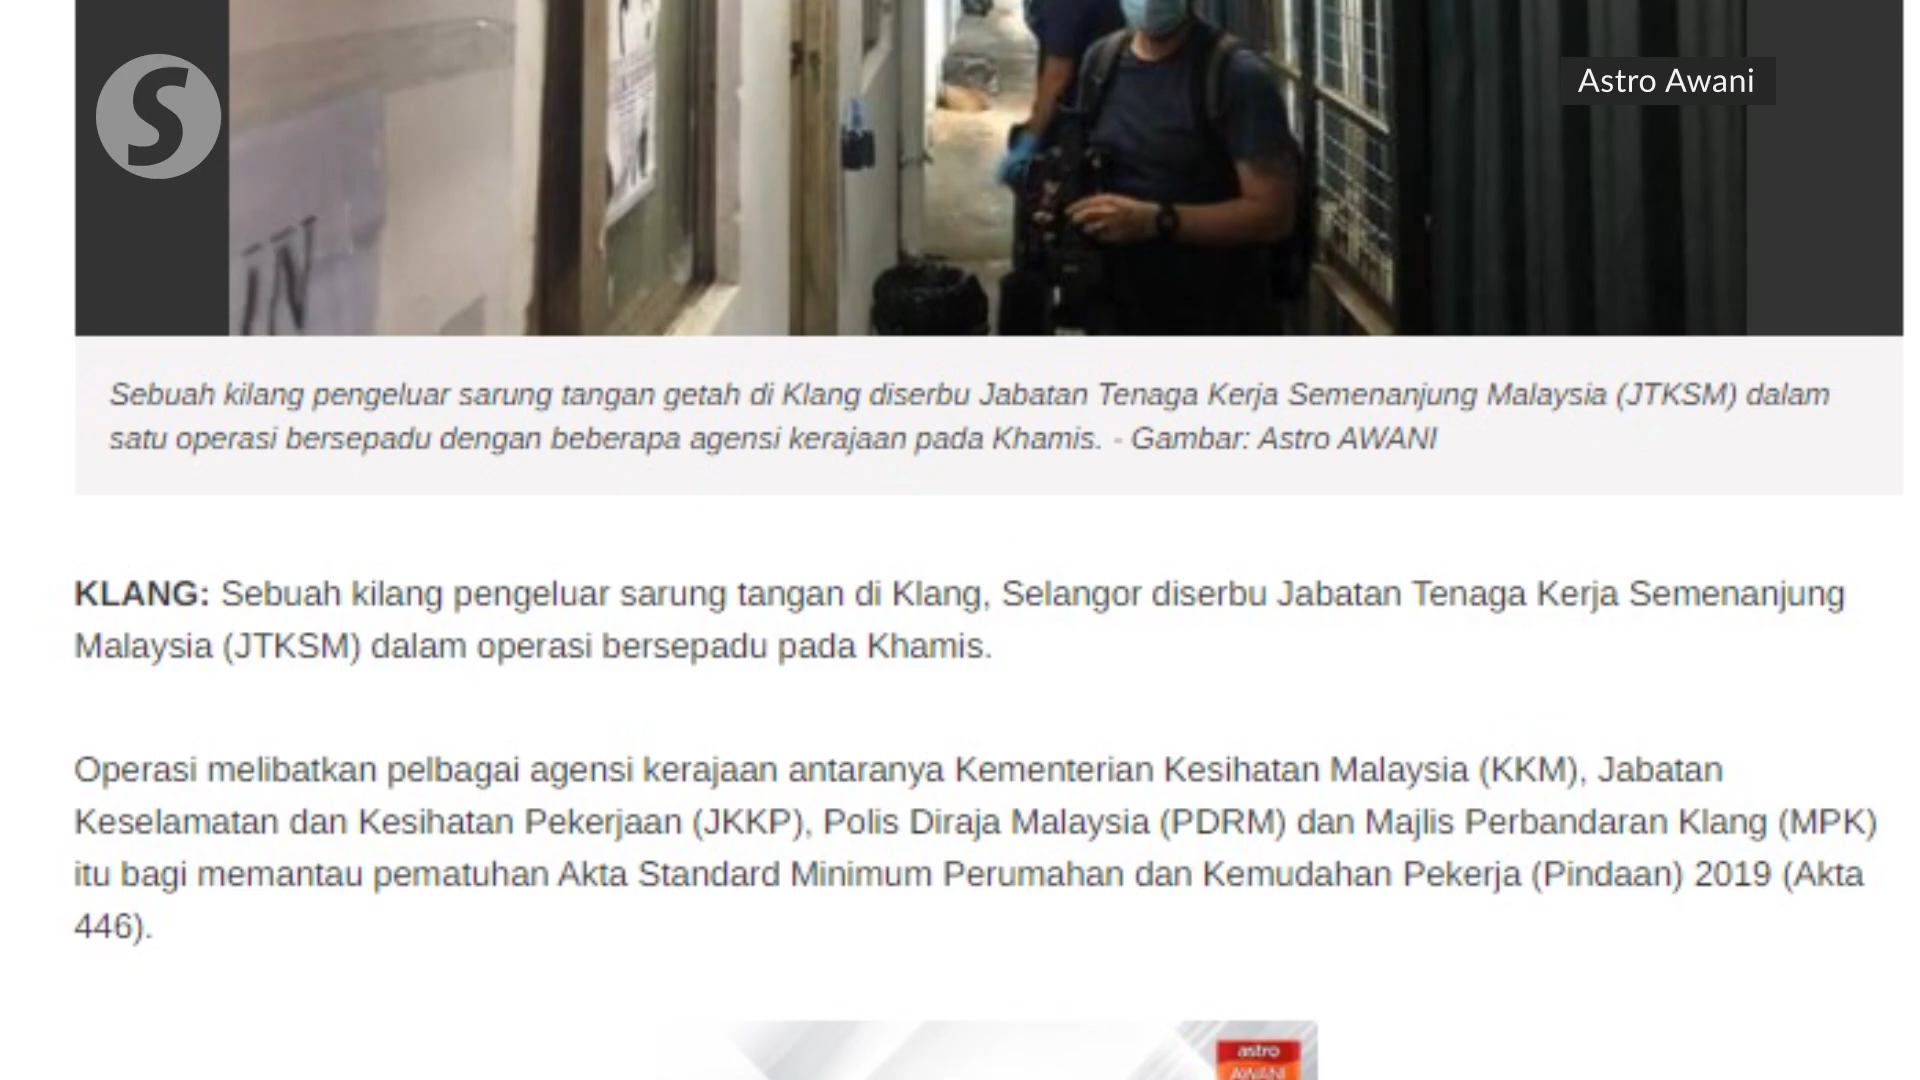 S
Astro Awani
IN
Sebuah kilang pengeluar sarung tangan getah di Klang diserbu Jabatan Tenaga Kerja Semenanjung Malaysia (JTKSM) dalam
satu operasi bersepadu dengan beberapa agensi kerajaan pada Khamis. - Gambar: Astro AWANI
KLANG: Sebuah kilang pengeluar sarung tangan di Klang, Selangor diserbu Jabatan Tenaga Kerja Semenanjung
Malaysia (JTKSM) dalam operasi bersepadu pada Khamis.
Operasi melibatkan pelbagai agensi kerajaan antaranya Kementerian Kesihatan Malaysia (KKM), Jabatan
Keselamatan dan Kesihatan Pekerjaan (JKKP), Polis Diraja Malaysia (PDRM) dan Majlis Perbandaran Klang (MPK)
itu bagi memantau pematuhan Akta Standard Minimum Perumahan dan Kemudahan Pekerja (Pindaan) 2019 (Akta
446).
astro
AWANI